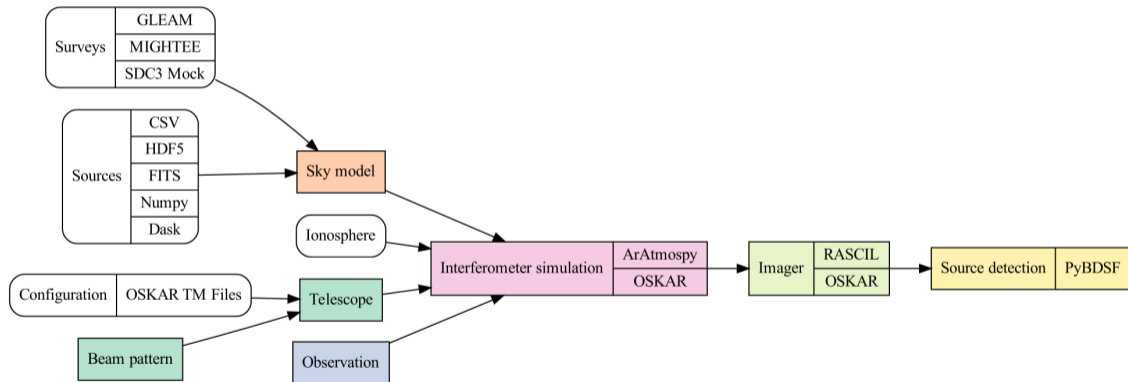 Surveys
GLEAM
MIGHTEE
SDC3 Mock
Sources
CSV
HDF5
FITS
Numpy
Dask
Sky model
Ionosphere
Configuration
OSKAR TM Files
Telescope
Beam pattern
Observation
Interferometer simulation
ArAtmospy
OSKAR
Imager
RASCIL
OSKAR
Source detection
PyBDSF